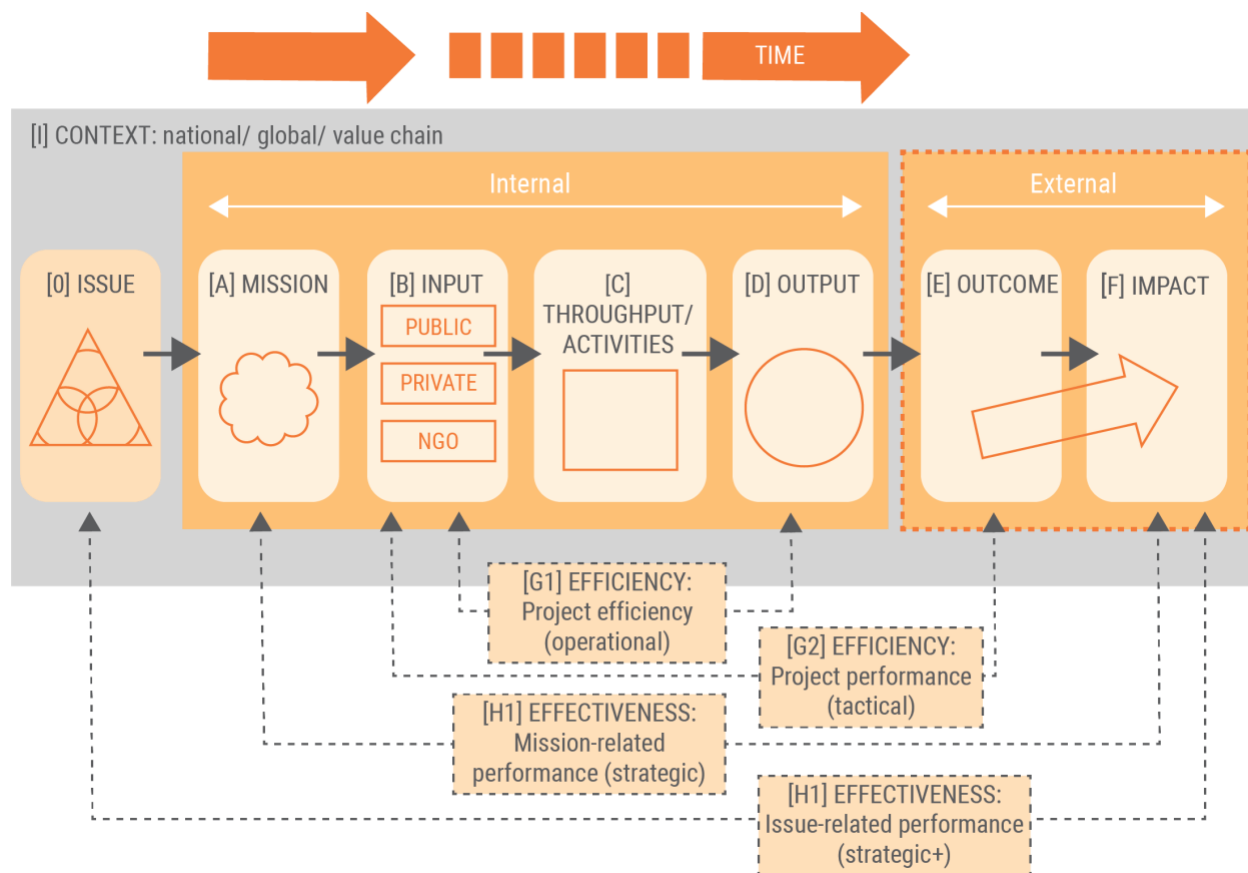 TIME
[I] CONTEXT: national/ global/ value chain
Internal
External
[0] ISSUE
[A] MISSION
[B] INPUT
PUBLIC
PRIVATE
NGO
[C]
THROUGHPUT/
ACTIVITIES
[D] OUTPUT
[E] OUTCOME
[F] IMPACT
[G1] EFFICIENCY:
Project efficiency
(operational)
[G2] EFFICIENCY:
Project performance
(tactical)
[H1] EFFECTIVENESS:
Mission-related
performance (strategic)
[H1] EFFECTIVENESS:
Issue-related performance
(strategic+)